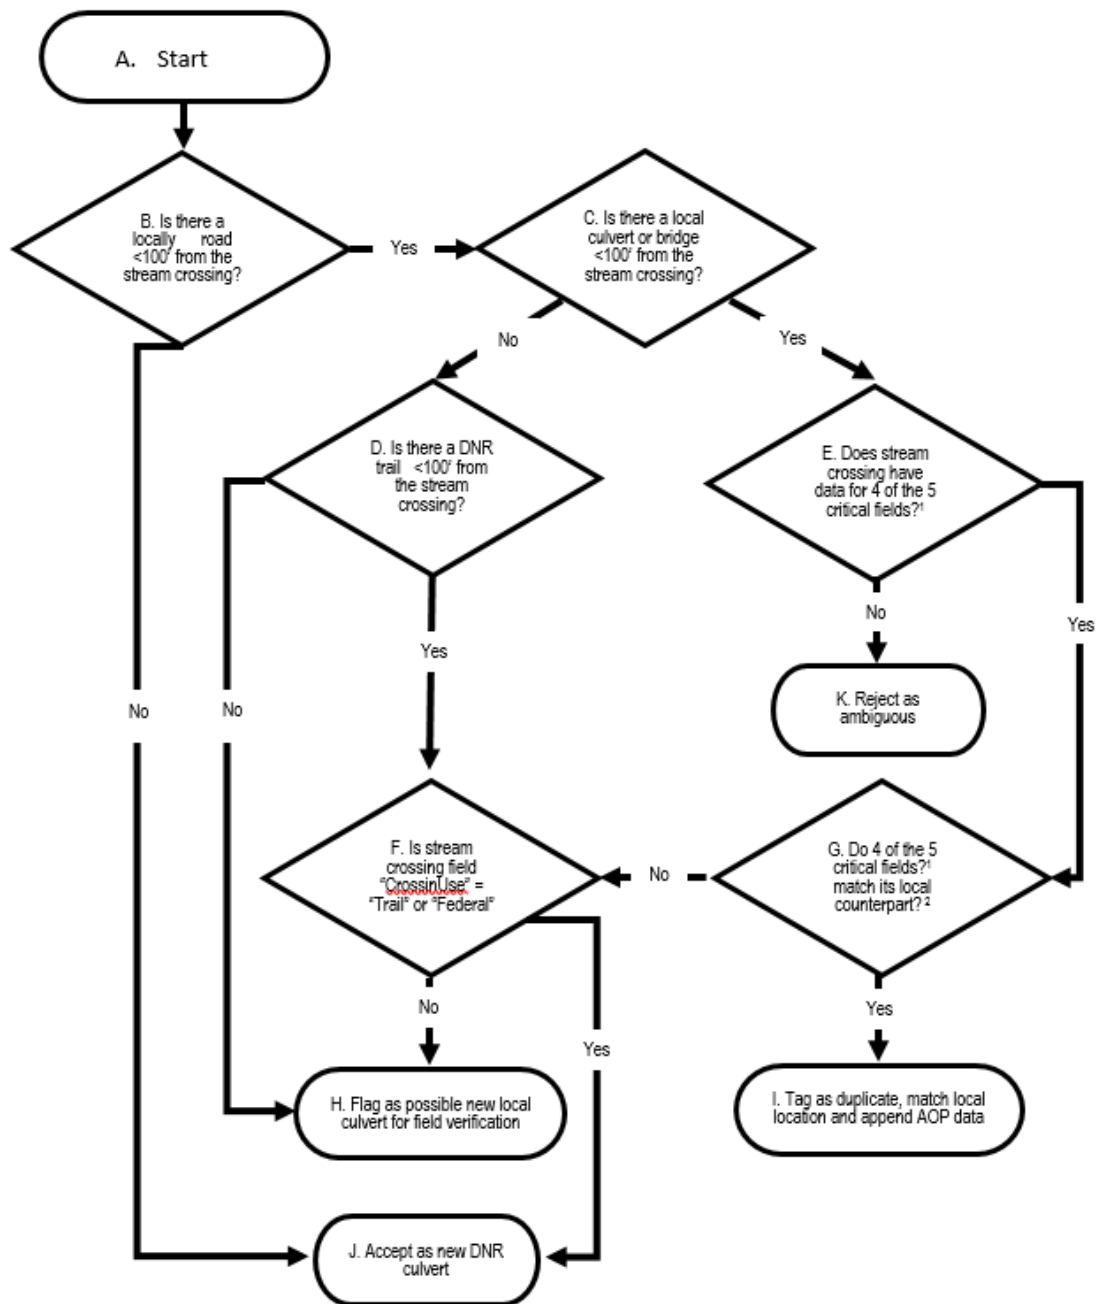 A. Start
B. Is there a
locally road
<100' from the
stream crossing?
Yes
C. Is there a local
culvert or bridge
<100' from the
stream crossing?
No
Yes
D. Is there a DNR
trail <100' from
the stream
crossing?
E. Does stream
crossing have
data for 4 of the 5
critical fields?¹
No
Yes
Yes
K. Reject as
ambiguous
No
No
F. Is stream
crossing field
"CrossinUse" =
"Trail" or "Federal"
No
G. Do 4 of the 5
critical fields?¹
match its local
counterpart? ²
No
Yes
Yes
H. Flag as possible new local
culvert for field verification
I. Tag as duplicate, match local
location and append AOP data
J. Accept as new DNR
culvert